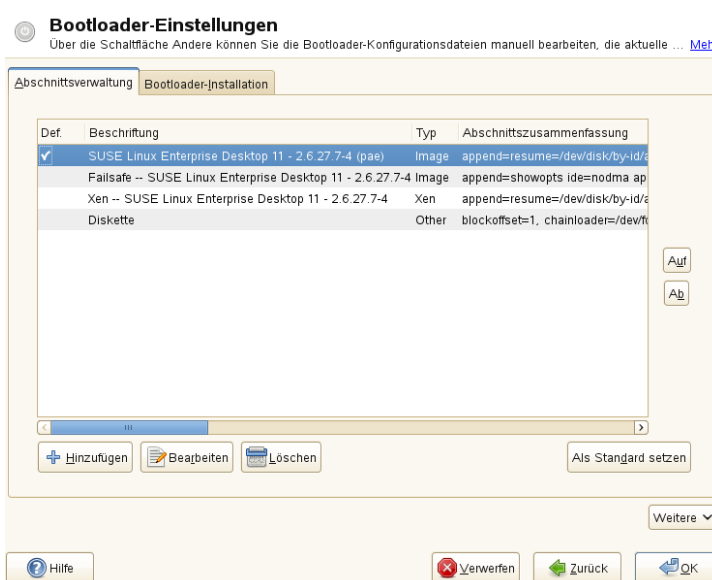 Bootloader-Einstellungen
Über die Schaltfläche Andere können Sie die Bootloader-Konfigurationsdateien manuell bearbeiten, die aktuelle ... Meh
Abschnittsverwaltung Bootloader-Installation
Def. Beschriftung Typ Abschnittszusammenfassung
SUSE Linux Enterprise Desktop 11 - 2.6.27.7-4 (pae) Image append=resume=/dev/disk/by-id/a
Failsafe -- SUSE Linux Enterprise Desktop 11 - 2.6.27.7-4 Image append=showopts ide=nodma ap
Xen -- SUSE Linux Enterprise Desktop 11 - 2.6.27.7-4 Xen append=resume=/dev/disk/by-id/a
Diskette Other blockoffset=1, chainloader=/dev/fd
Auf
Ab
Hinzufügen Bearbeiten Löschen Als Standard setzen
Weitere
Hilfe Verwerfen Zurück OK